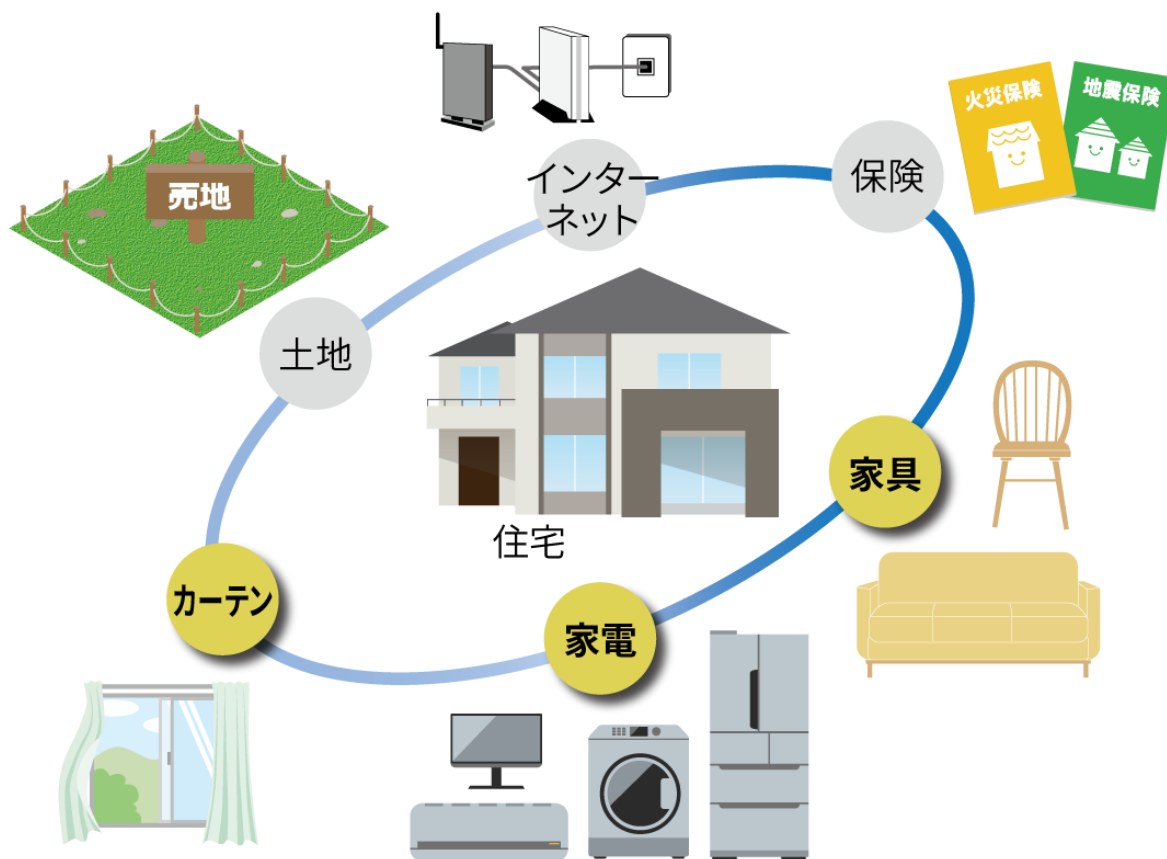 火災保険
地震保険
インター
ネット
保険
売地
土地
家具
住宅
カーテン
家電